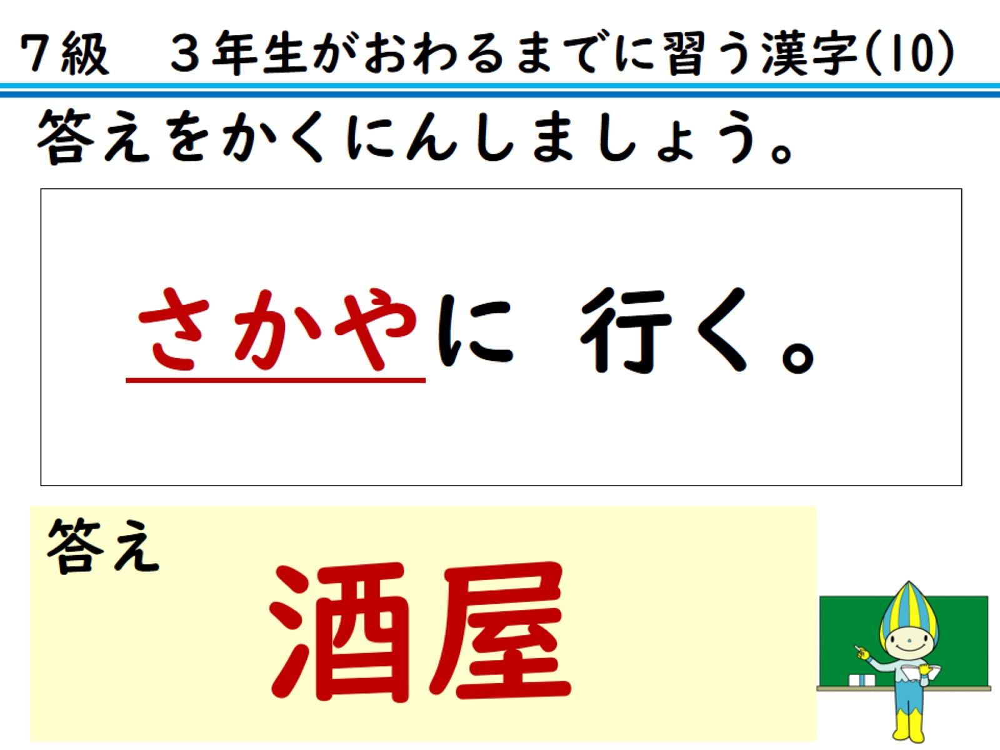 ７級　３年生がおわるまでに習う漢字(10)
答えをかくにんしましょう。
さかやに　行く。
答え
酒屋